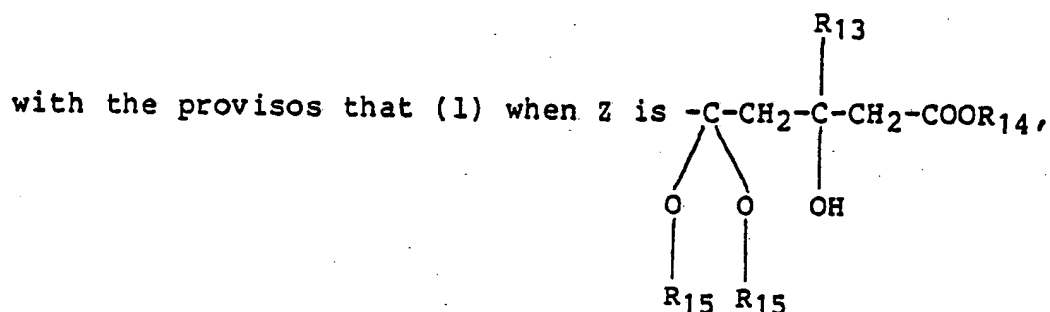 R13
with the provisos that (1) when Z is -C-CH2-C-CH2-COOR14,
O O OH
R15 R15